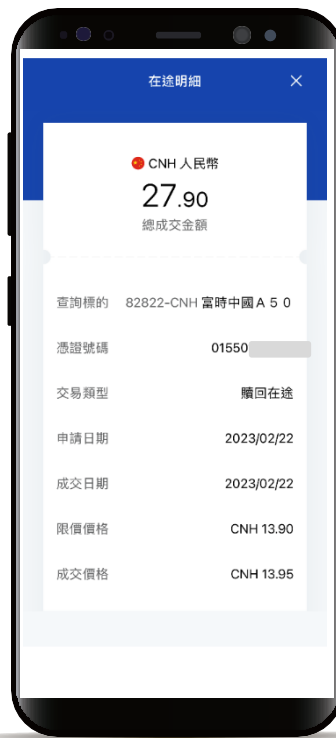 在途明細 ×
CNH 人民幣
27.90
總成交金額
查詢標的 82822-CNH 富時中國Ａ５０
憑證號碼 01550
交易類型 贖回在途
申請日期 2023/02/22
成交日期 2023/02/22
限價價格 CNH 13.90
成交價格 CNH 13.95